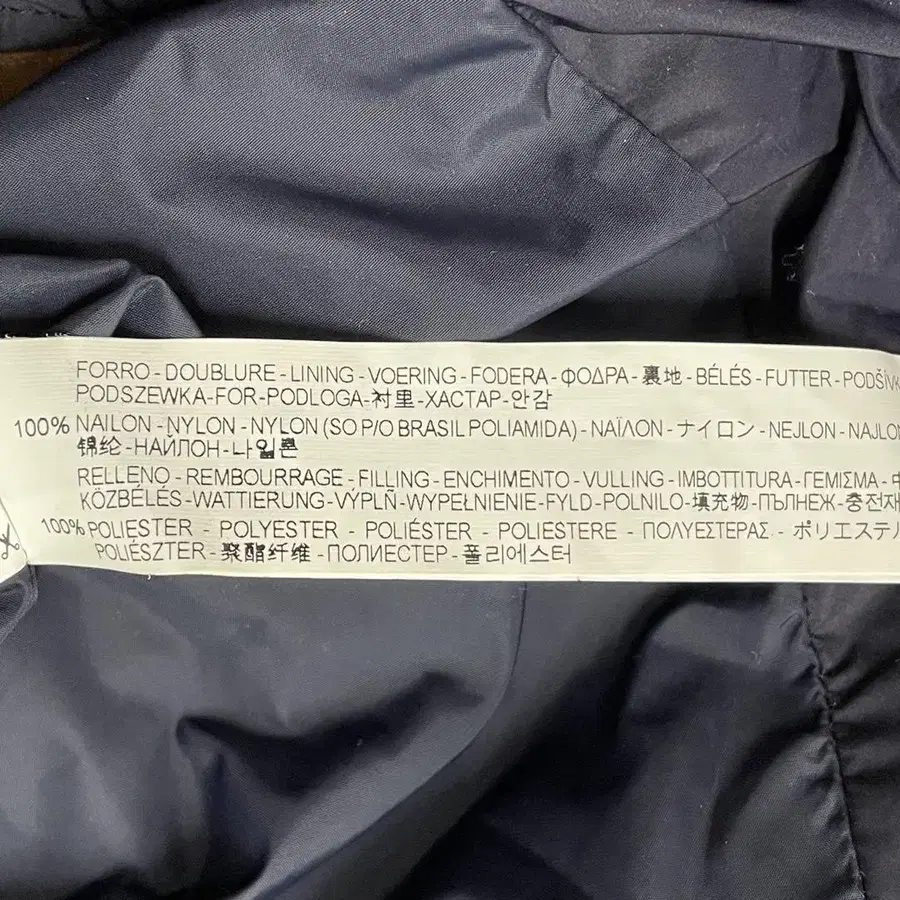 FORRO - DOUBLURE - LINING - VOERING - FODERA - ΦΟΔΡΑ - 裏地 - BÉLÉS - FUTTER - PODŠÍVK
PODSZEWKA - FOR - PODLOGA - 衬里 - ХАСТАР - 안감
100% NAILON - NYLON - NYLON (SO P/O BRASIL POLIAMIDA) - ΝΑΪΛΟΝ - ナイロン - NEJLON - NAJLO
锦纶 - НАЙЛОН - 나일론
RELLENO - REMBOURRAGE - FILLING - ENCHIMENTO - VULLING - IMBOTTITURA - ΓΕΜΙΣΜΑ -
KÖZBÉLÉS - WATTIERUNG - VÝPLŇ - WYPEŁNIENIE - FYLD - POLNILO - 填充物 - ПЪЛНЕЖ - 충전재
100% POLIESTER - POLYESTER - POLIÉSTER - POLIESTERE - ΠΟΛΥΕΣΤΕΡΑΣ - ポリエステル
POLIÉSZTER - 聚酯纤维 - ПОЛИЕСТЕР - 폴리에스터